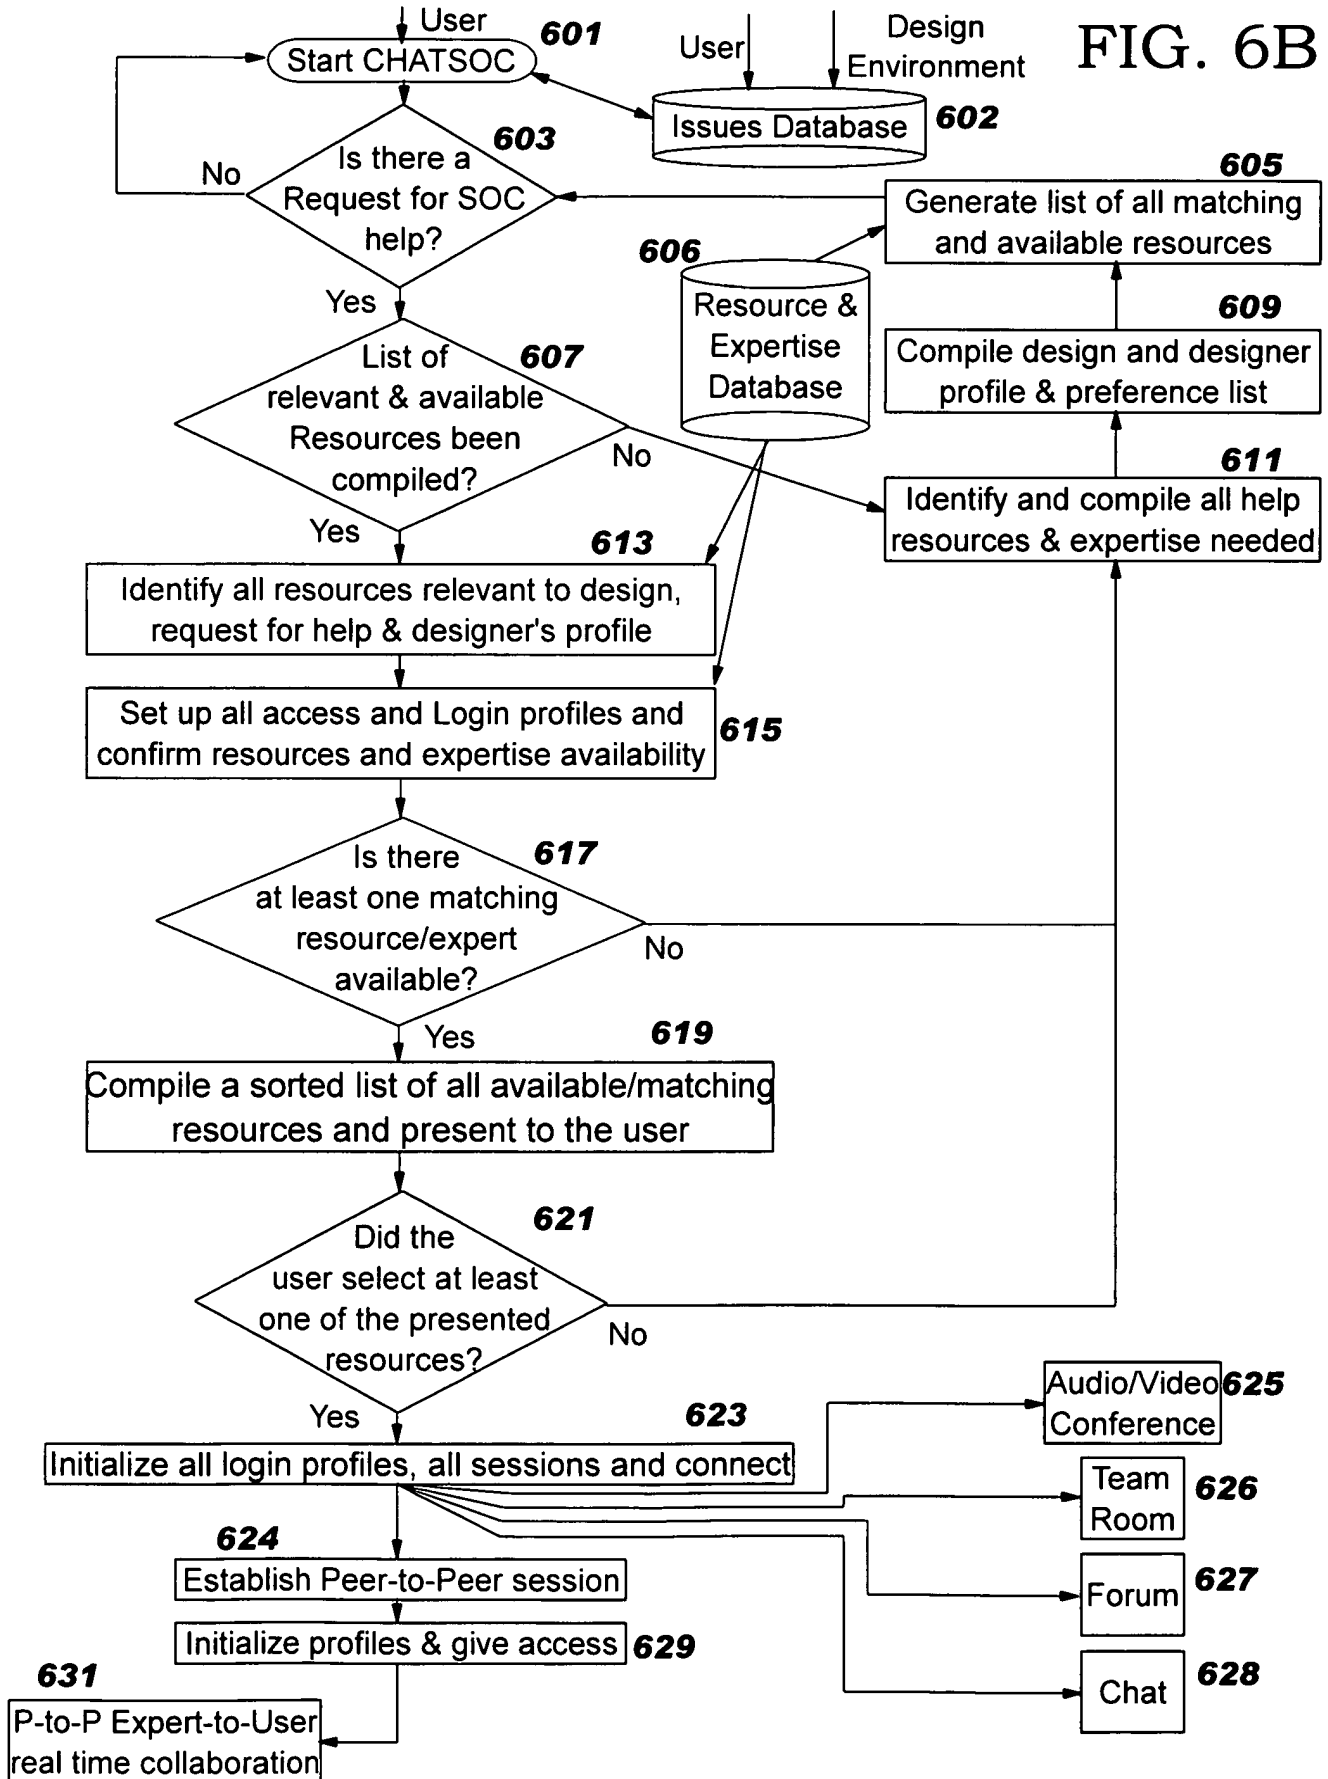 FIG. 6B
User
Start CHATSOC
601
User
Design
Environment
Issues Database
602
603
Is there a
Request for SOC
help?
No
Yes
605
Generate list of all matching
and available resources
606
Resource &
Expertise
Database
607
List of
relevant & available
Resources been
compiled?
No
Yes
609
Compile design and designer
profile & preference list
611
Identify and compile all help
resources & expertise needed
613
Identify all resources relevant to design,
request for help & designer's profile
Set up all access and Login profiles and
confirm resources and expertise availability
615
617
Is there
at least one matching
resource/expert
available?
No
Yes
619
Compile a sorted list of all available/matching
resources and present to the user
621
Did the
user select at least
one of the presented
resources?
No
Yes
623
Initialize all login profiles, all sessions and connect
Audio/Video
Conference
625
Team
Room
626
624
Establish Peer-to-Peer session
Forum
627
Initialize profiles & give access
629
Chat
628
631
P-to-P Expert-to-User
real time collaboration